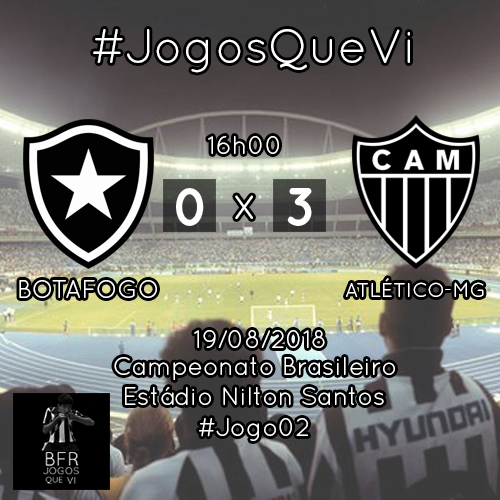 #JogosQueVi
CAM
16h00
0 x 3
BOTAFOGO
ATLÉTICO-MG
19/08/2018
Campeonato Brasileiro
Estádio Nilton Santos
#Jogo02
HYUNDAI
BFR
JOGOS
QUE VI